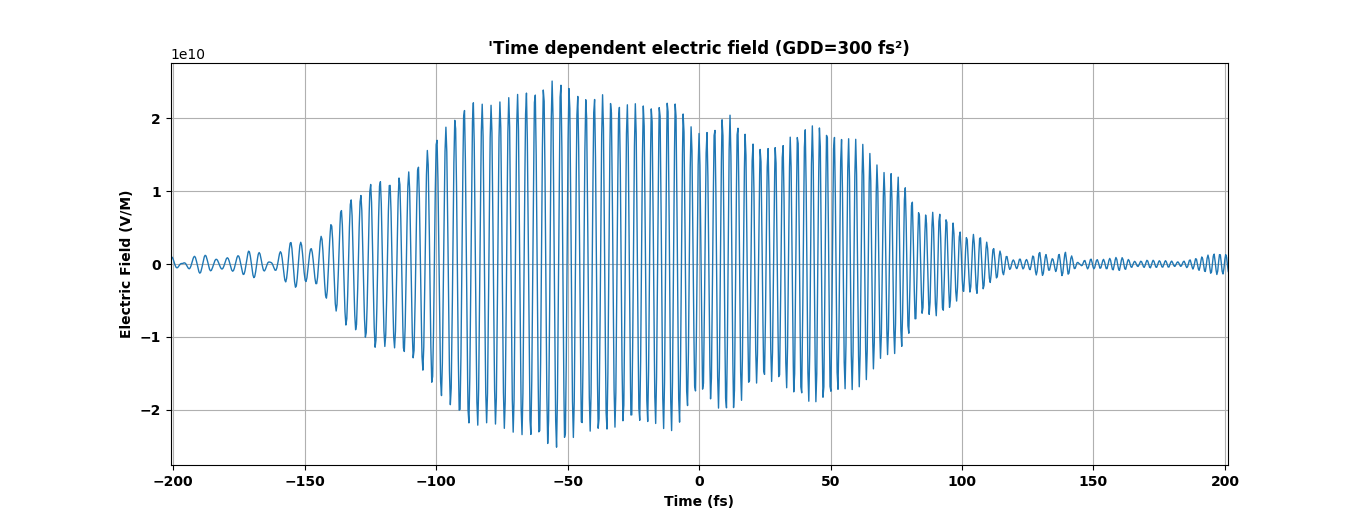 'Time dependent electric field (GDD=300 fs²)
1e10
2
1
0
−1
−2
Electric Field (V/M)
−200 −150 −100 −50 0 50 100 150 200
Time (fs)